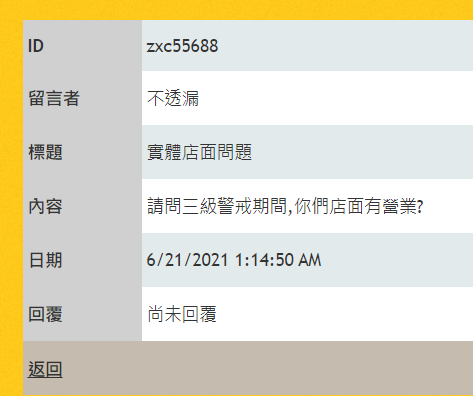 ID zxc55688
留言者 不透漏
標題 實體店面問題
內容 請問三級警戒期間,你們店面有營業?
日期 6/21/2021 1:14:50 AM
回覆 尚未回覆
返回